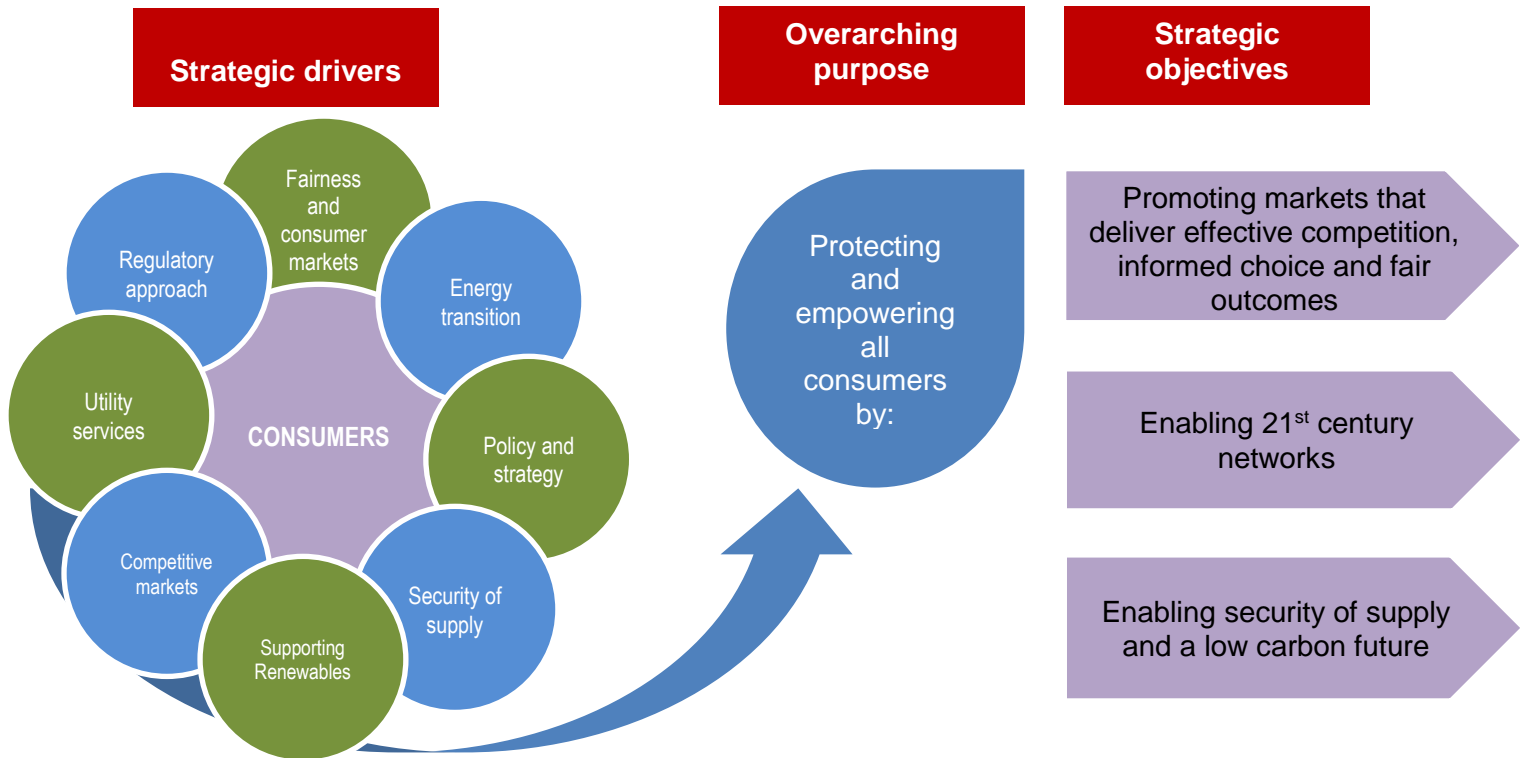 Strategic drivers
Overarching
purpose
Strategic
objectives
Fairness
and
consumer
markets
Regulatory
approach
Energy
transition
Utility
services
CONSUMERS
Policy and
strategy
Competitive
markets
Security of
supply
Supporting
Renewables
Protecting
and
empowering
all
consumers
by:
Promoting markets that
deliver effective competition,
informed choice and fair
outcomes
Enabling 21st century
networks
Enabling security of supply
and a low carbon future